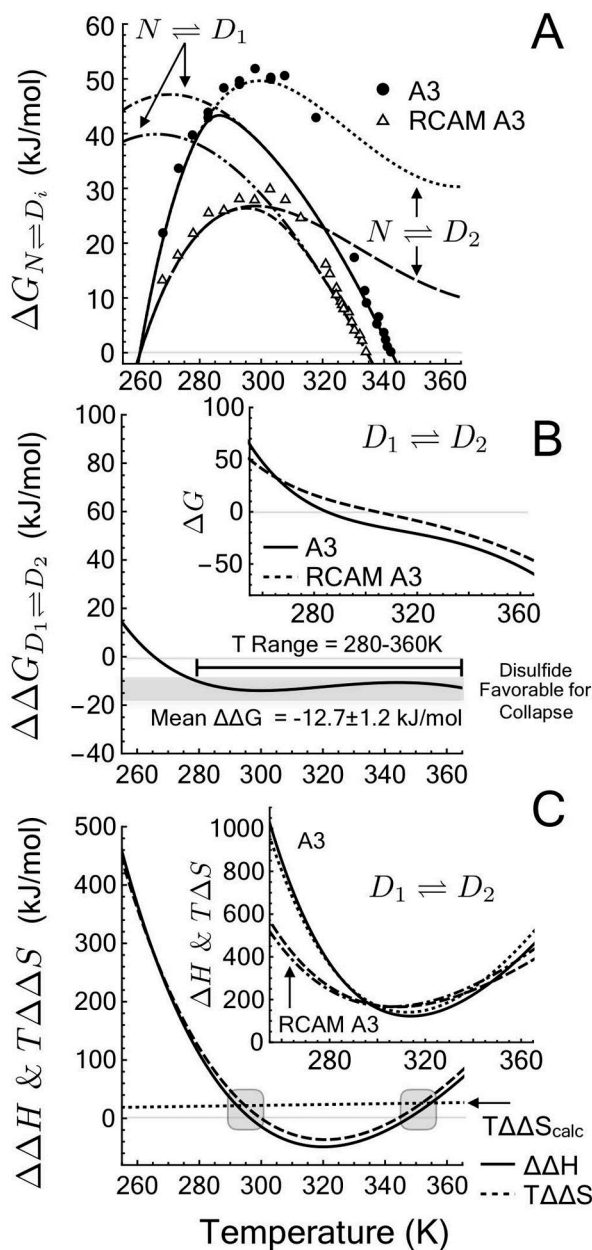 A
N ⇌ D₁
A3
RCAM A3
N ⇌ D₂
ΔG_{N⇌D_i} (kJ/mol)
60
50
40
30
20
10
0
260 280 300 320 340 360
B
D₁ ⇌ D₂
ΔG
100
50
0
−50
A3
RCAM A3
280 320 360
ΔΔG_{D₁⇌D₂} (kJ/mol)
100
80
60
40
20
0
−20
−40
T Range = 280-360K
Disulfide
Favorable for
Collapse
Mean ΔΔG = -12.7±1.2 kJ/mol
260 280 300 320 340 360
C
ΔH & TΔS
1000
800
600
400
200
0
A3
D₁ ⇌ D₂
RCAM A3
280 320 360
ΔΔH & TΔΔS (kJ/mol)
500
400
300
200
100
0
TΔΔScalc
ΔΔH
TΔΔS
260 280 300 320 340 360
Temperature (K)